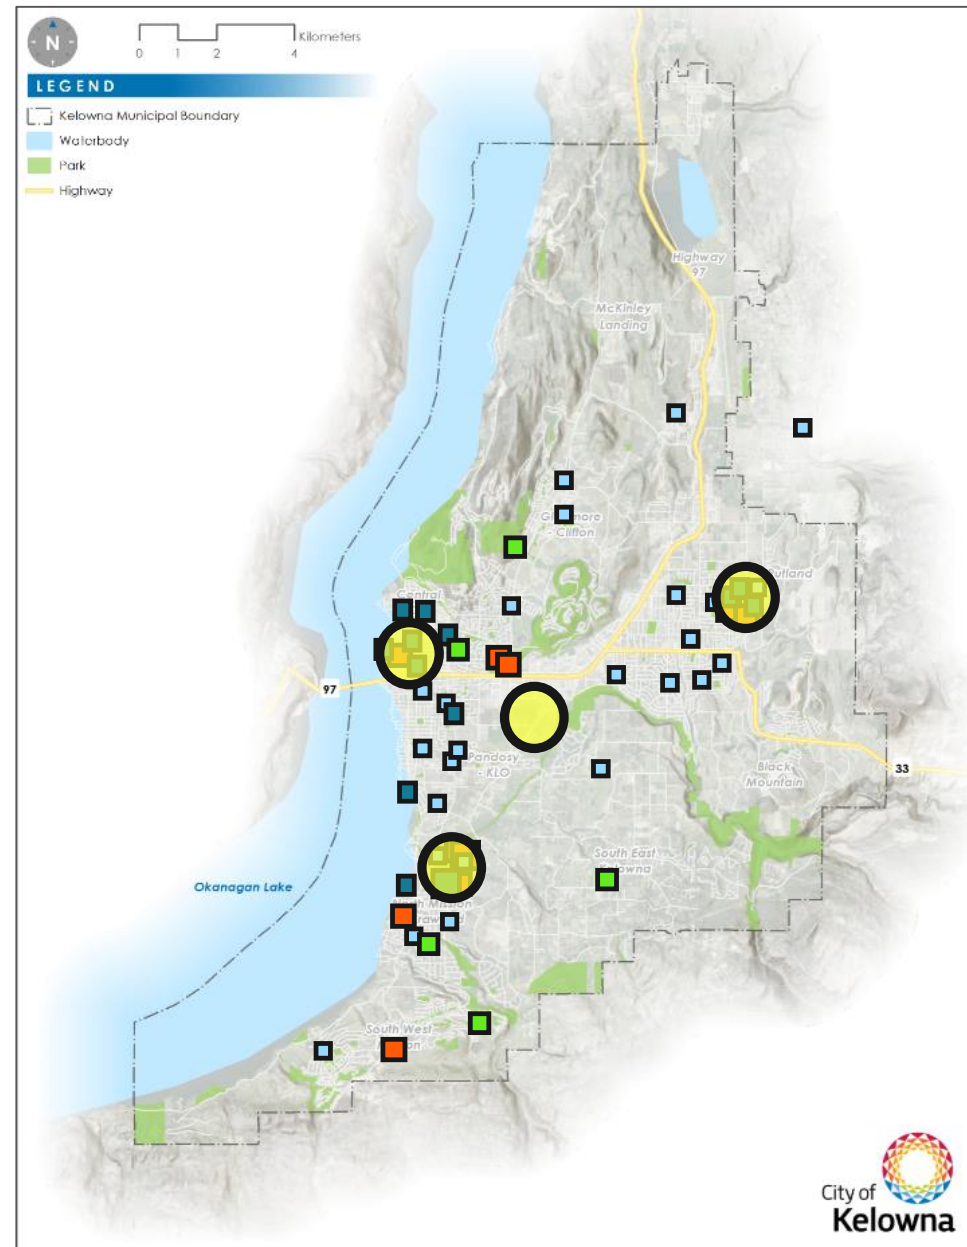 N
Kilometers
0 1 2 4
LEGEND
Kelowna Municipal Boundary
Waterbody
Park
Highway
Highway
97
McKinley
Landing
- Clifton
Central
97
Pandosy
- KLO
Black
Mountain
33
South East
Okanagan Lake
South West
City of
Kelowna